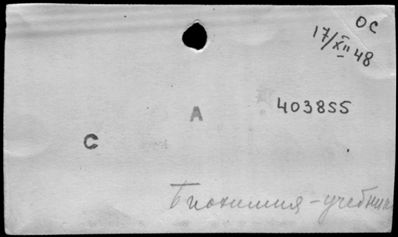 ОС
17/XII 48
А
403855
С
Биохимия - учебник